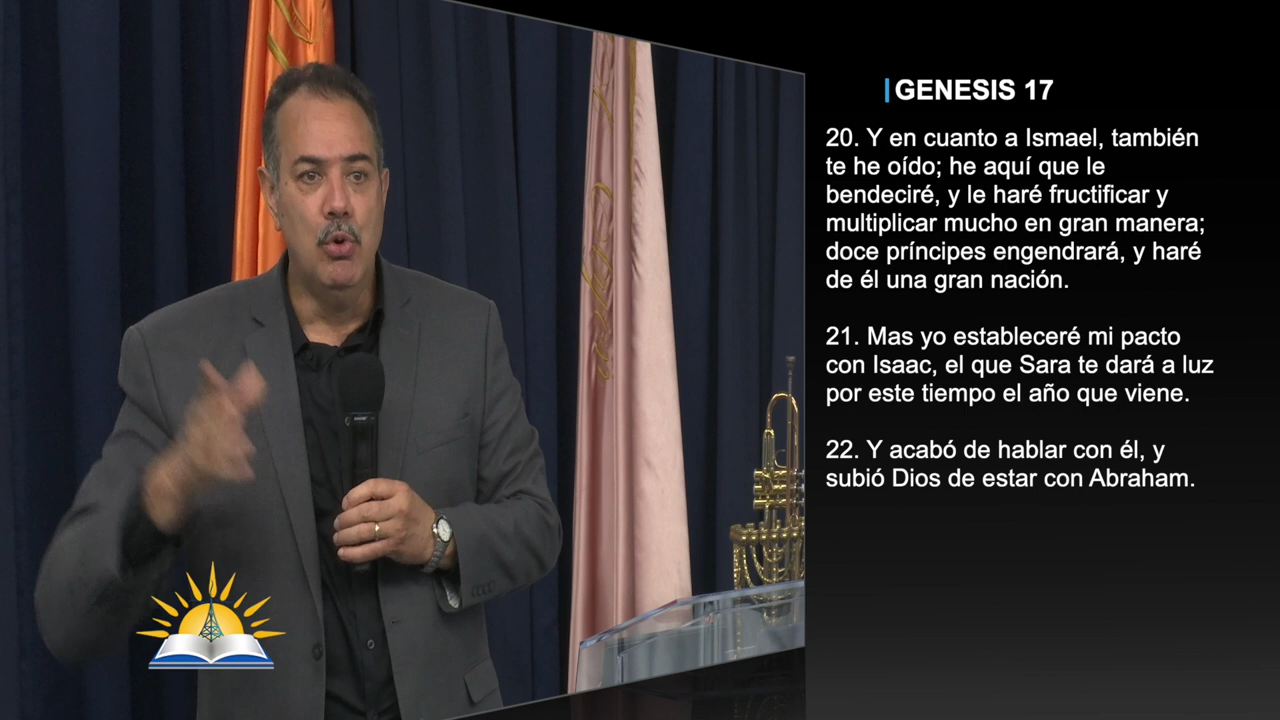 GENESIS 17
20. Y en cuanto a Ismael, también
te he oído; he aquí que le
bendeciré, y le haré fructificar y
multiplicar mucho en gran manera;
doce príncipes engendrará, y haré
de él una gran nación.
21. Mas yo estableceré mi pacto
con Isaac, el que Sara te dará a luz
por este tiempo el año que viene.
22. Y acabó de hablar con él, y
subió Dios de estar con Abraham.